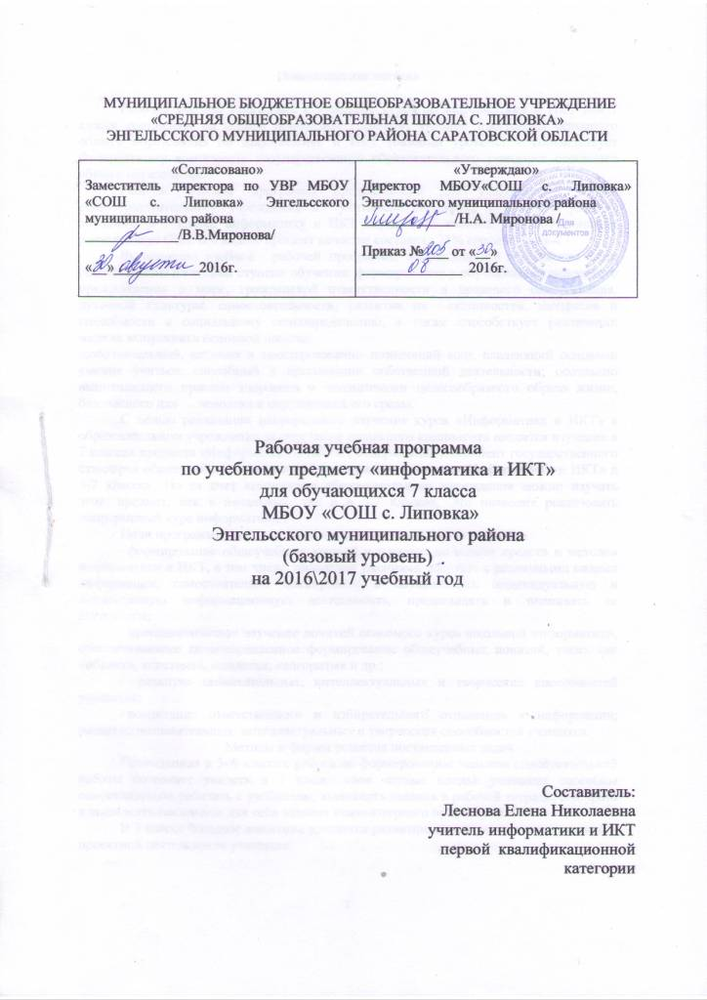 МУНИЦИПАЛЬНОЕ БЮДЖЕТНОЕ ОБЩЕОБРАЗОВАТЕЛЬНОЕ УЧРЕЖДЕНИЕ
«СРЕДНЯЯ ОБЩЕОБРАЗОВАТЕЛЬНАЯ ШКОЛА С. ЛИПОВКА»
ЭНГЕЛЬССКОГО МУНИЦИПАЛЬНОГО РАЙОНА САРАТОВСКОЙ ОБЛАСТИ
«Согласовано»
Заместитель директора по УВР МБОУ
«СОШ с. Липовка» Энгельсского
муниципального района
/В.В.Миронова/
«30» августа 2016г.
«Утверждаю»
Директор МБОУ«СОШ с. Липовка»
Энгельсского муниципального района
/Н.А. Миронова /
Приказ №205 от «30»
08 2016г.
Для
документов
Рабочая учебная программа
по учебному предмету «информатика и ИКТ»
для обучающихся 7 класса
МБОУ «СОШ с. Липовка»
Энгельсского муниципального района
(базовый уровень) .
на 2016\2017 учебный год
Составитель:
Леснова Елена Николаевна
учитель информатики и ИКТ
первой квалификационной
категории